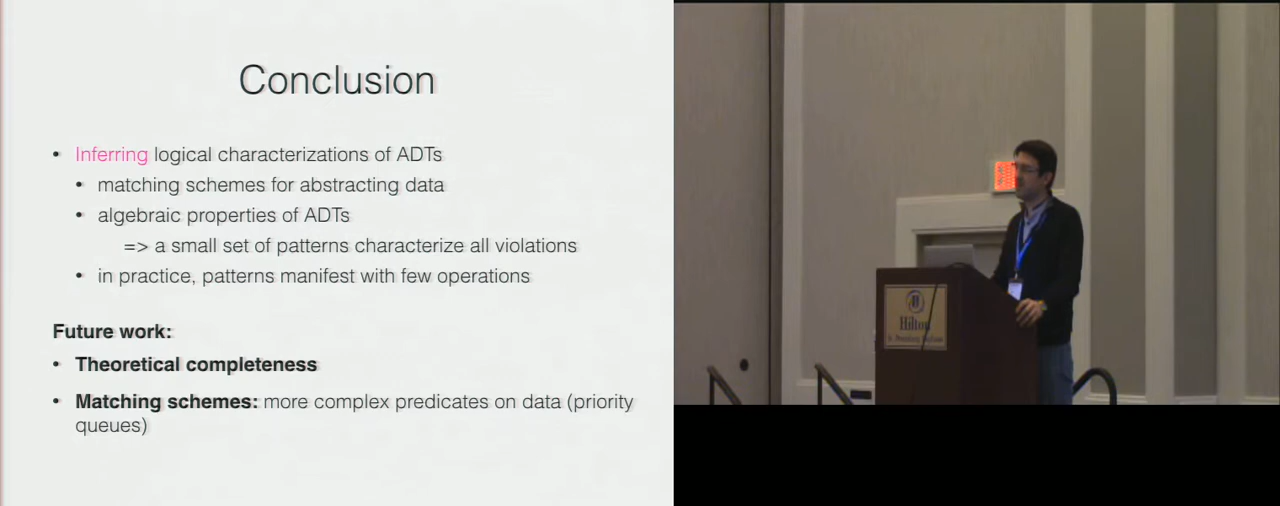 Conclusion
• Inferring logical characterizations of ADTs
• matching schemes for abstracting data
• algebraic properties of ADTs
=> a small set of patterns characterize all violations
• in practice, patterns manifest with few operations
Future work:
• Theoretical completeness
• Matching schemes: more complex predicates on data (priority
queues)
Hilton